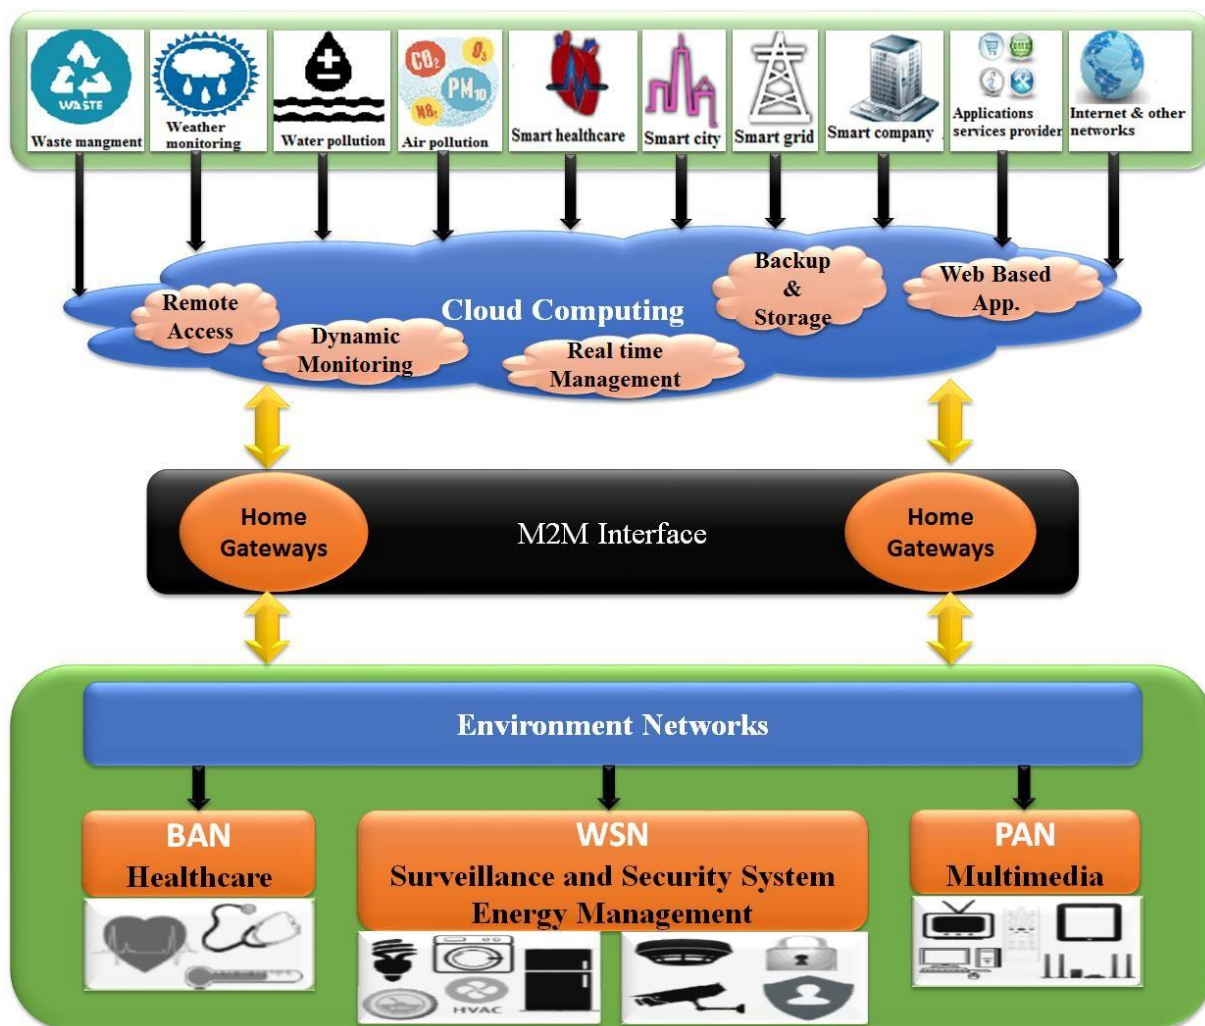 WASTE
Waste mangment
Weather
monitoring
Water pollution
CO2
O3
PM10
Air pollution
Smart healthcare
Smart city
Smart grid
Smart company
Applications
services provider
Internet & other
networks
Cloud Computing
Remote
Access
Dynamic
Monitoring
Real time
Management
Backup
&
Storage
Web Based
App.
Home
Gateways
M2M Interface
Home
Gateways
Environment Networks
BAN
Healthcare
WSN
Surveillance and Security System
Energy Management
PAN
Multimedia
HVAC